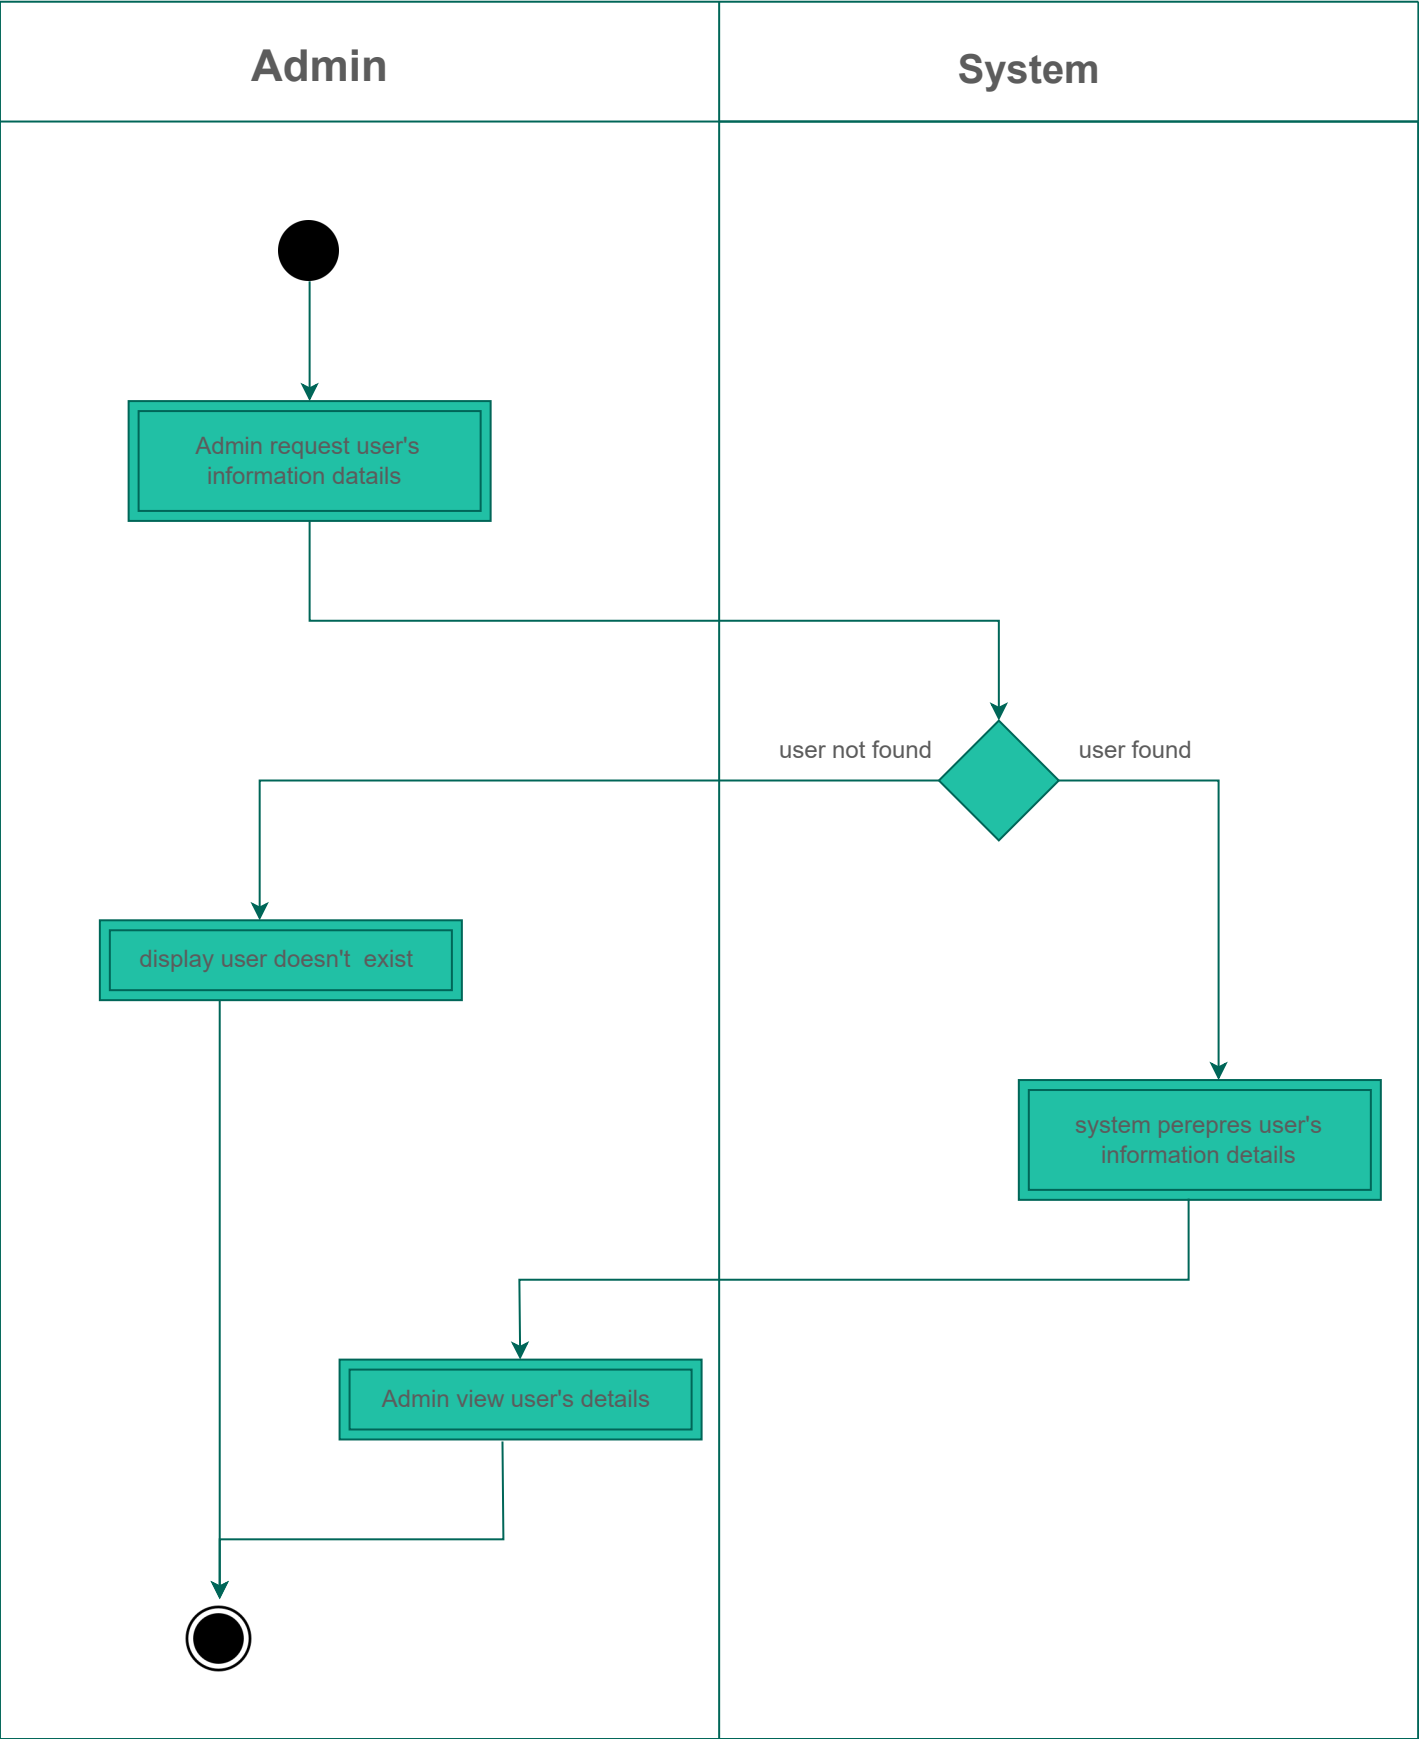 Admin
System
Admin request user's
information datails
user not found
user found
display user doesn't  exist
system perepres user's
information details
Admin view user's details